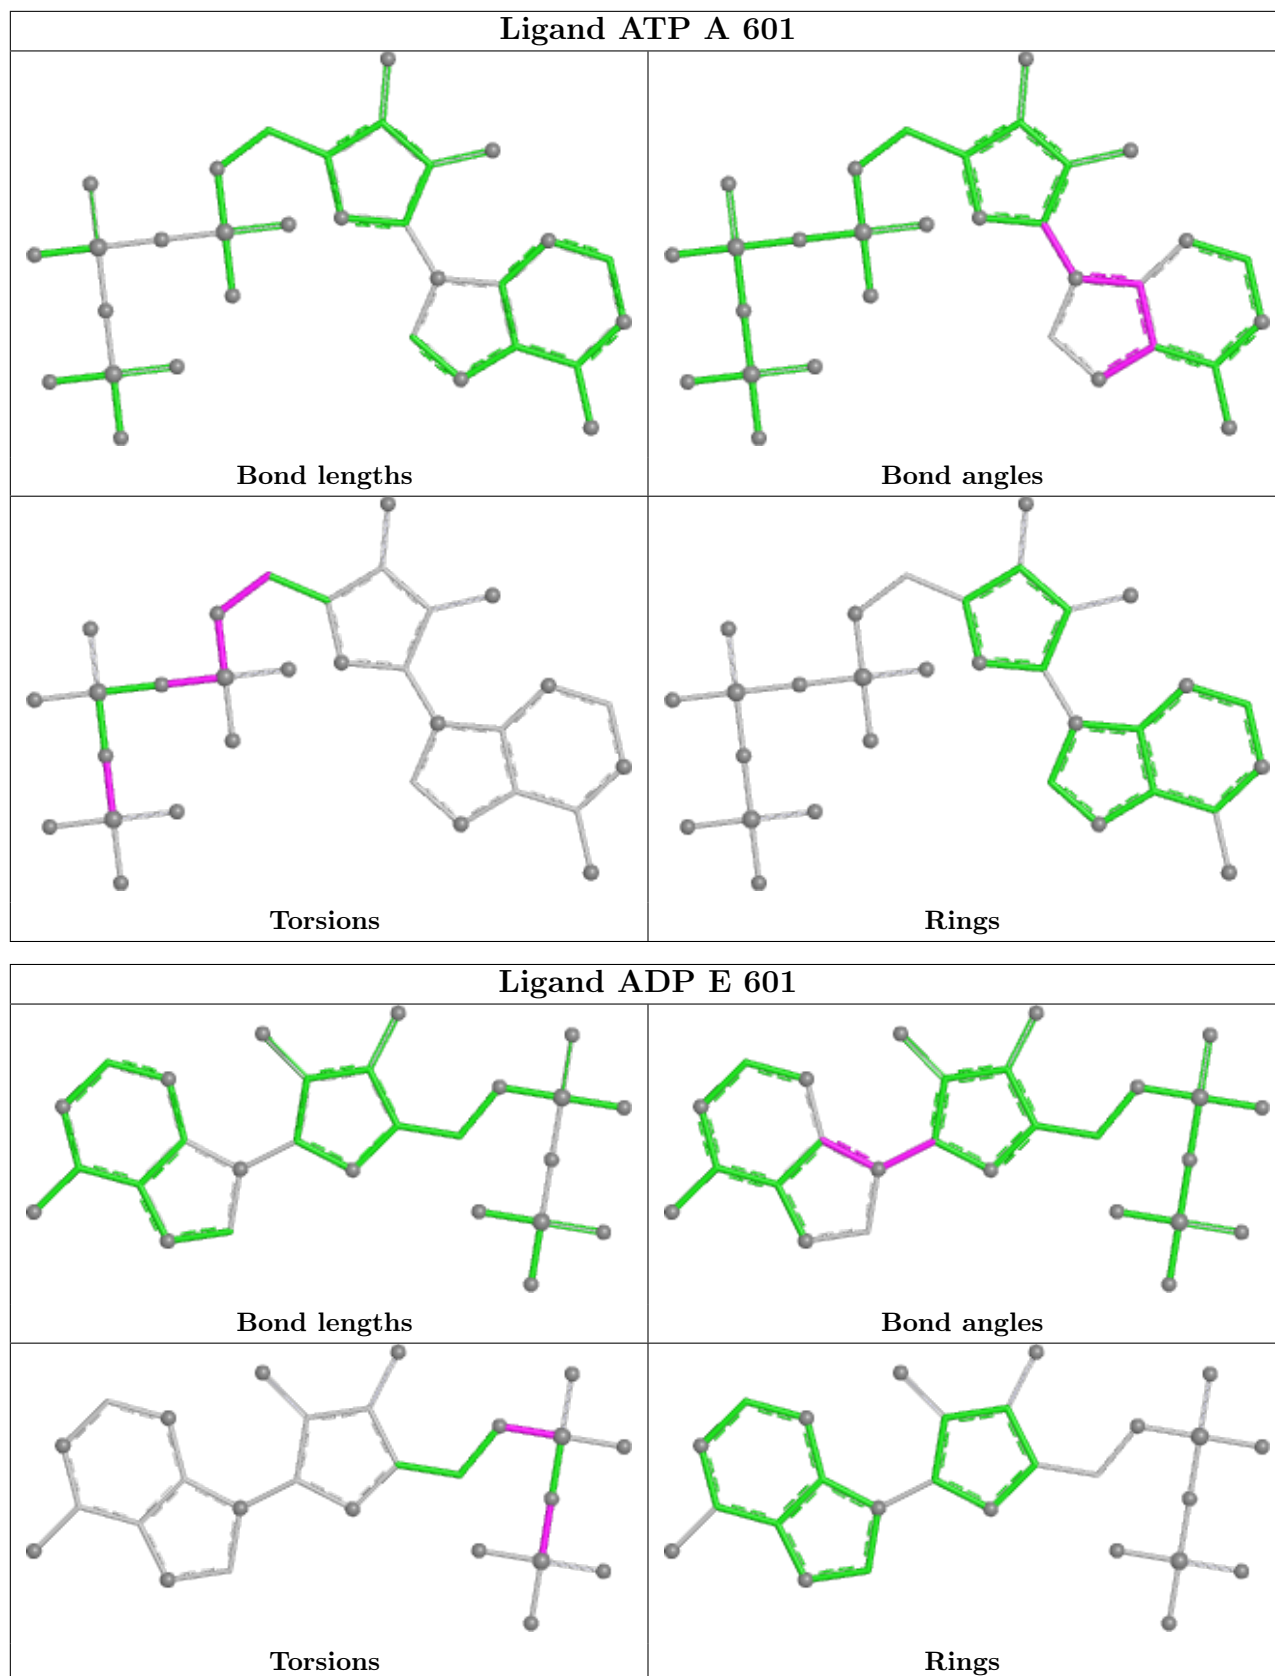 Ligand ATP A 601
Bond lengths
Bond angles
Torsions
Rings
Ligand ADP E 601
Bond lengths
Bond angles
Torsions
Rings